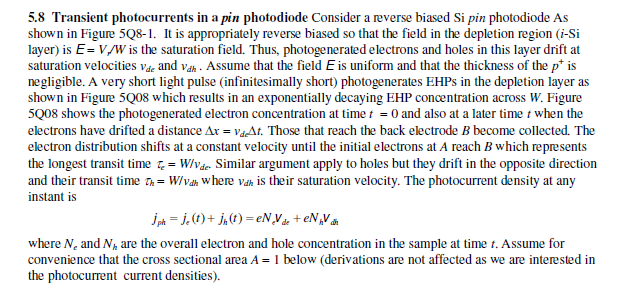 5.8 Transient photocurrents in a pin photodiode Consider a reverse biased Si pin photodiode As
shown in Figure 5Q8-1. It is appropriately reverse biased so that the field in the depletion region (i-Si
layer) is E = Vr/W is the saturation field. Thus, photogenerated electrons and holes in this layer drift at
saturation velocities vde and vdh . Assume that the field E is uniform and that the thickness of the p+ is
negligible. A very short light pulse (infinitesimally short) photogenerates EHPs in the depletion layer as
shown in Figure 5Q08 which results in an exponentially decaying EHP concentration across W. Figure
5Q08 shows the photogenerated electron concentration at time t = 0 and also at a later time t when the
electrons have drifted a distance Δx = vdeΔt. Those that reach the back electrode B become collected. The
electron distribution shifts at a constant velocity until the initial electrons at A reach B which represents
the longest transit time τe = W/vde. Similar argument apply to holes but they drift in the opposite direction
and their transit time τh = W/vdh where vdh is their saturation velocity. The photocurrent density at any
instant is
jph = je(t) + jh(t) = eNeVde + eNhVdh
where Ne and Nh are the overall electron and hole concentration in the sample at time t. Assume for
convenience that the cross sectional area A = 1 below (derivations are not affected as we are interested in
the photocurrent current densities).